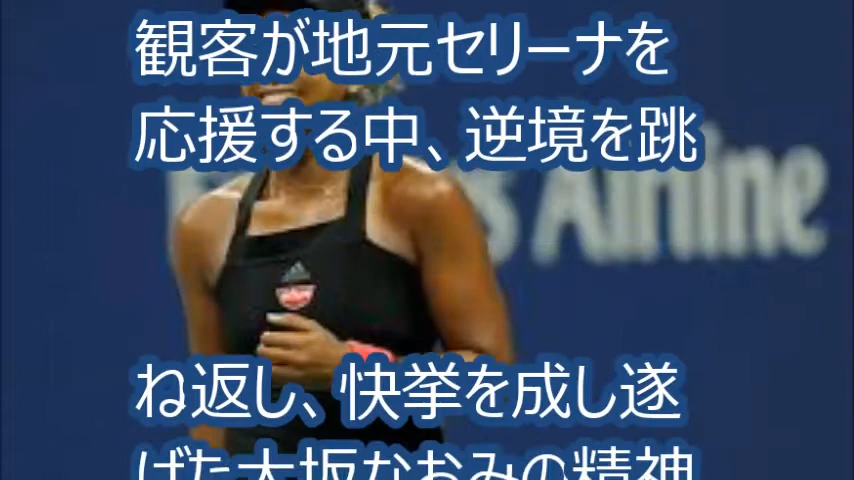 観客が地元セリーナを
応援する中、逆境を跳
s Airline
ね返し、快挙を成し遂
げた大坂なおみの精神